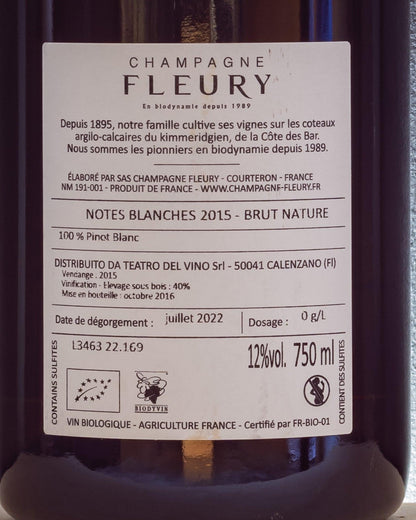 CHAMPAGNE
FLEURY
En biodynamie depuis 1989
Depuis 1895, notre famille cultive ses vignes sur les coteaux
argilo-calcaires du kimmeridgien, de la Côte des Bar.
Nous sommes les pionniers en biodynamie depuis 1989.
ÉLABORÉ PAR SAS CHAMPAGNE FLEURY - COURTERON - FRANCE
NM 191-001 - PRODUIT DE FRANCE - WWW.CHAMPAGNE-FLEURY.FR
NOTES BLANCHES 2015 - BRUT NATURE
100 % Pinot Blanc
DISTRIBUITO DA TEATRO DEL VINO Srl - 50041 CALENZANO (FI)
Vendange : 2015
Vinification - Elevage sous bois : 40%
Mise en bouteille : octobre 2016
Date de dégorgement : juillet 2022 Dosage : 0 g/L
L3463 22.169
12%vol. 750 ml
CONTAINS SULFITES
CONTIENT DES SULFITES
BIODYVIN
VIN BIOLOGIQUE - AGRICULTURE FRANCE - Certifié par FR-BIO-01